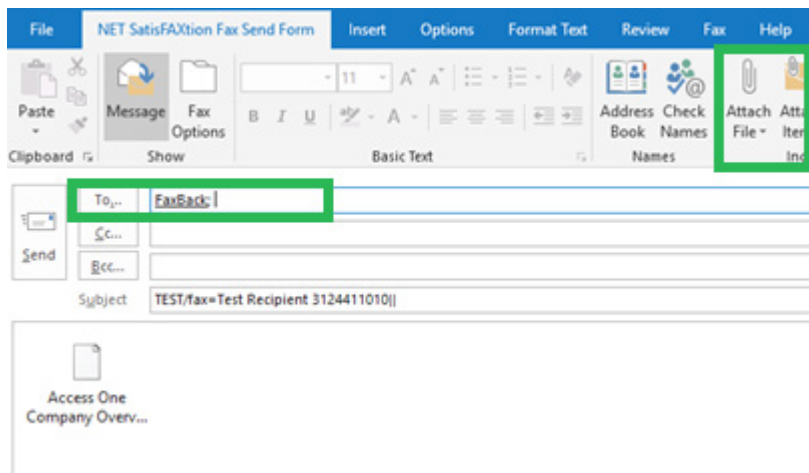 File NET SatisFAXtion Fax Send Form Insert Options Format Text Review Fax Help
11 A A
Paste Message Fax Options B I U A Address Book Check Names Attach File
Clipboard Show Basic Text Names
To... FaxBack;
Cc...
Send
Bcc...
Subject TEST/fax=Test Recipient 3124411010||
Access One
Company Overv...